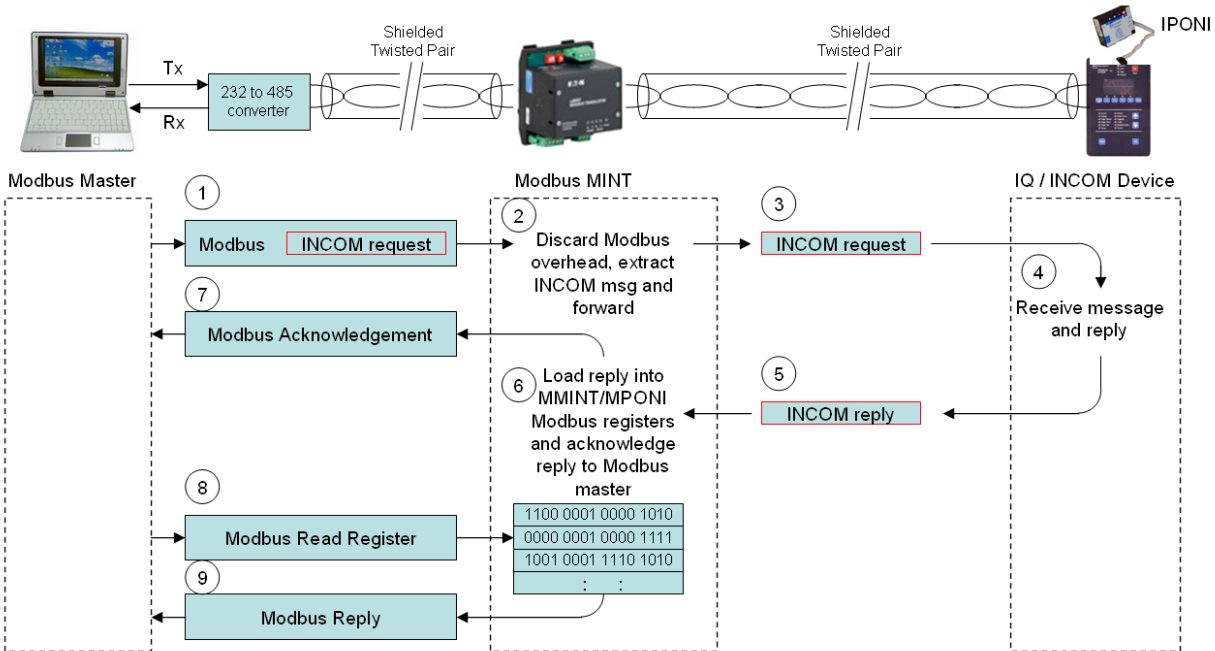 IPONI
Shielded
Twisted Pair
Shielded
Twisted Pair
Tx
Rx
232 to 485
converter
E·T·N
Modbus Master
Modbus MINT
IQ / INCOM Device
1
Modbus
INCOM request
2
Discard Modbus
overhead, extract
INCOM msg and
forward
3
INCOM request
4
Receive message
and reply
5
INCOM reply
6
Load reply into
MMINT/MPONI
Modbus registers
and acknowledge
reply to Modbus
master
7
Modbus Acknowledgement
8
Modbus Read Register
1100 0001 0000 1010
0000 0001 0000 1111
1001 0001 1110 1010
: :
9
Modbus Reply